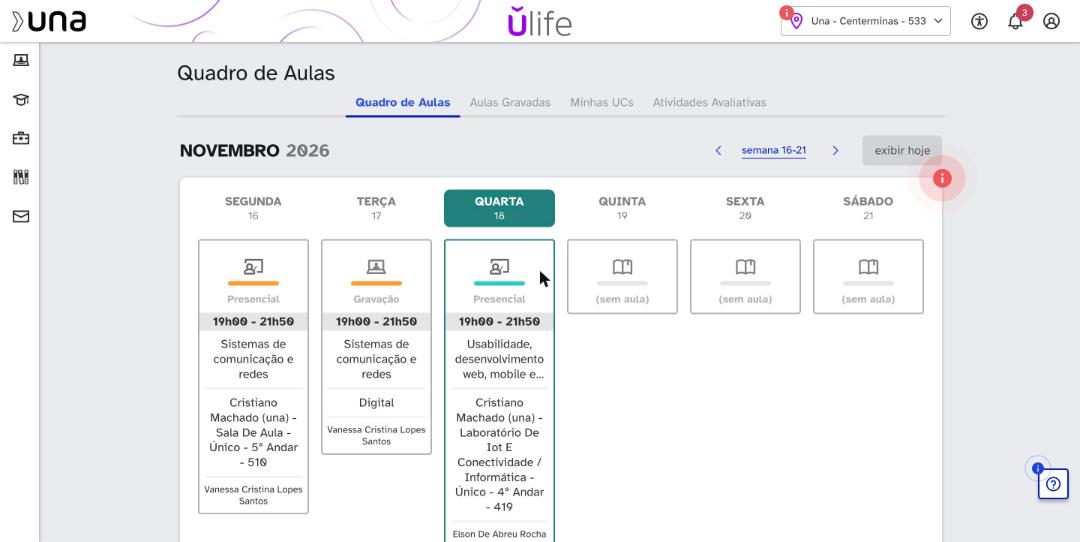 una
ŭlife
Una - Centerminas - 533
3
Quadro de Aulas
Quadro de Aulas
Aulas Gravadas
Minhas UCs
Atividades Avaliativas
NOVEMBRO 2026
semana 16-21
exibir hoje
SEGUNDA
16
TERÇA
17
QUARTA
18
QUINTA
19
SEXTA
20
SÁBADO
21
Presencial
19h00 - 21h50
Sistemas de
comunicação e
redes
Cristiano
Machado (una) -
Sala De Aula -
Único - 5° Andar
- 510
Vanessa Cristina Lopes
Santos
Gravação
19h00 - 21h50
Sistemas de
comunicação e
redes
Digital
Vanessa Cristina Lopes
Santos
Presencial
19h00 - 21h50
Usabilidade,
desenvolvimento
web, mobile e...
Cristiano
Machado (una) -
Laboratório De
Iot E
Conectividade /
Informática -
Único - 4° Andar
- 419
Elson De Abreu Rocha
(sem aula)
(sem aula)
(sem aula)